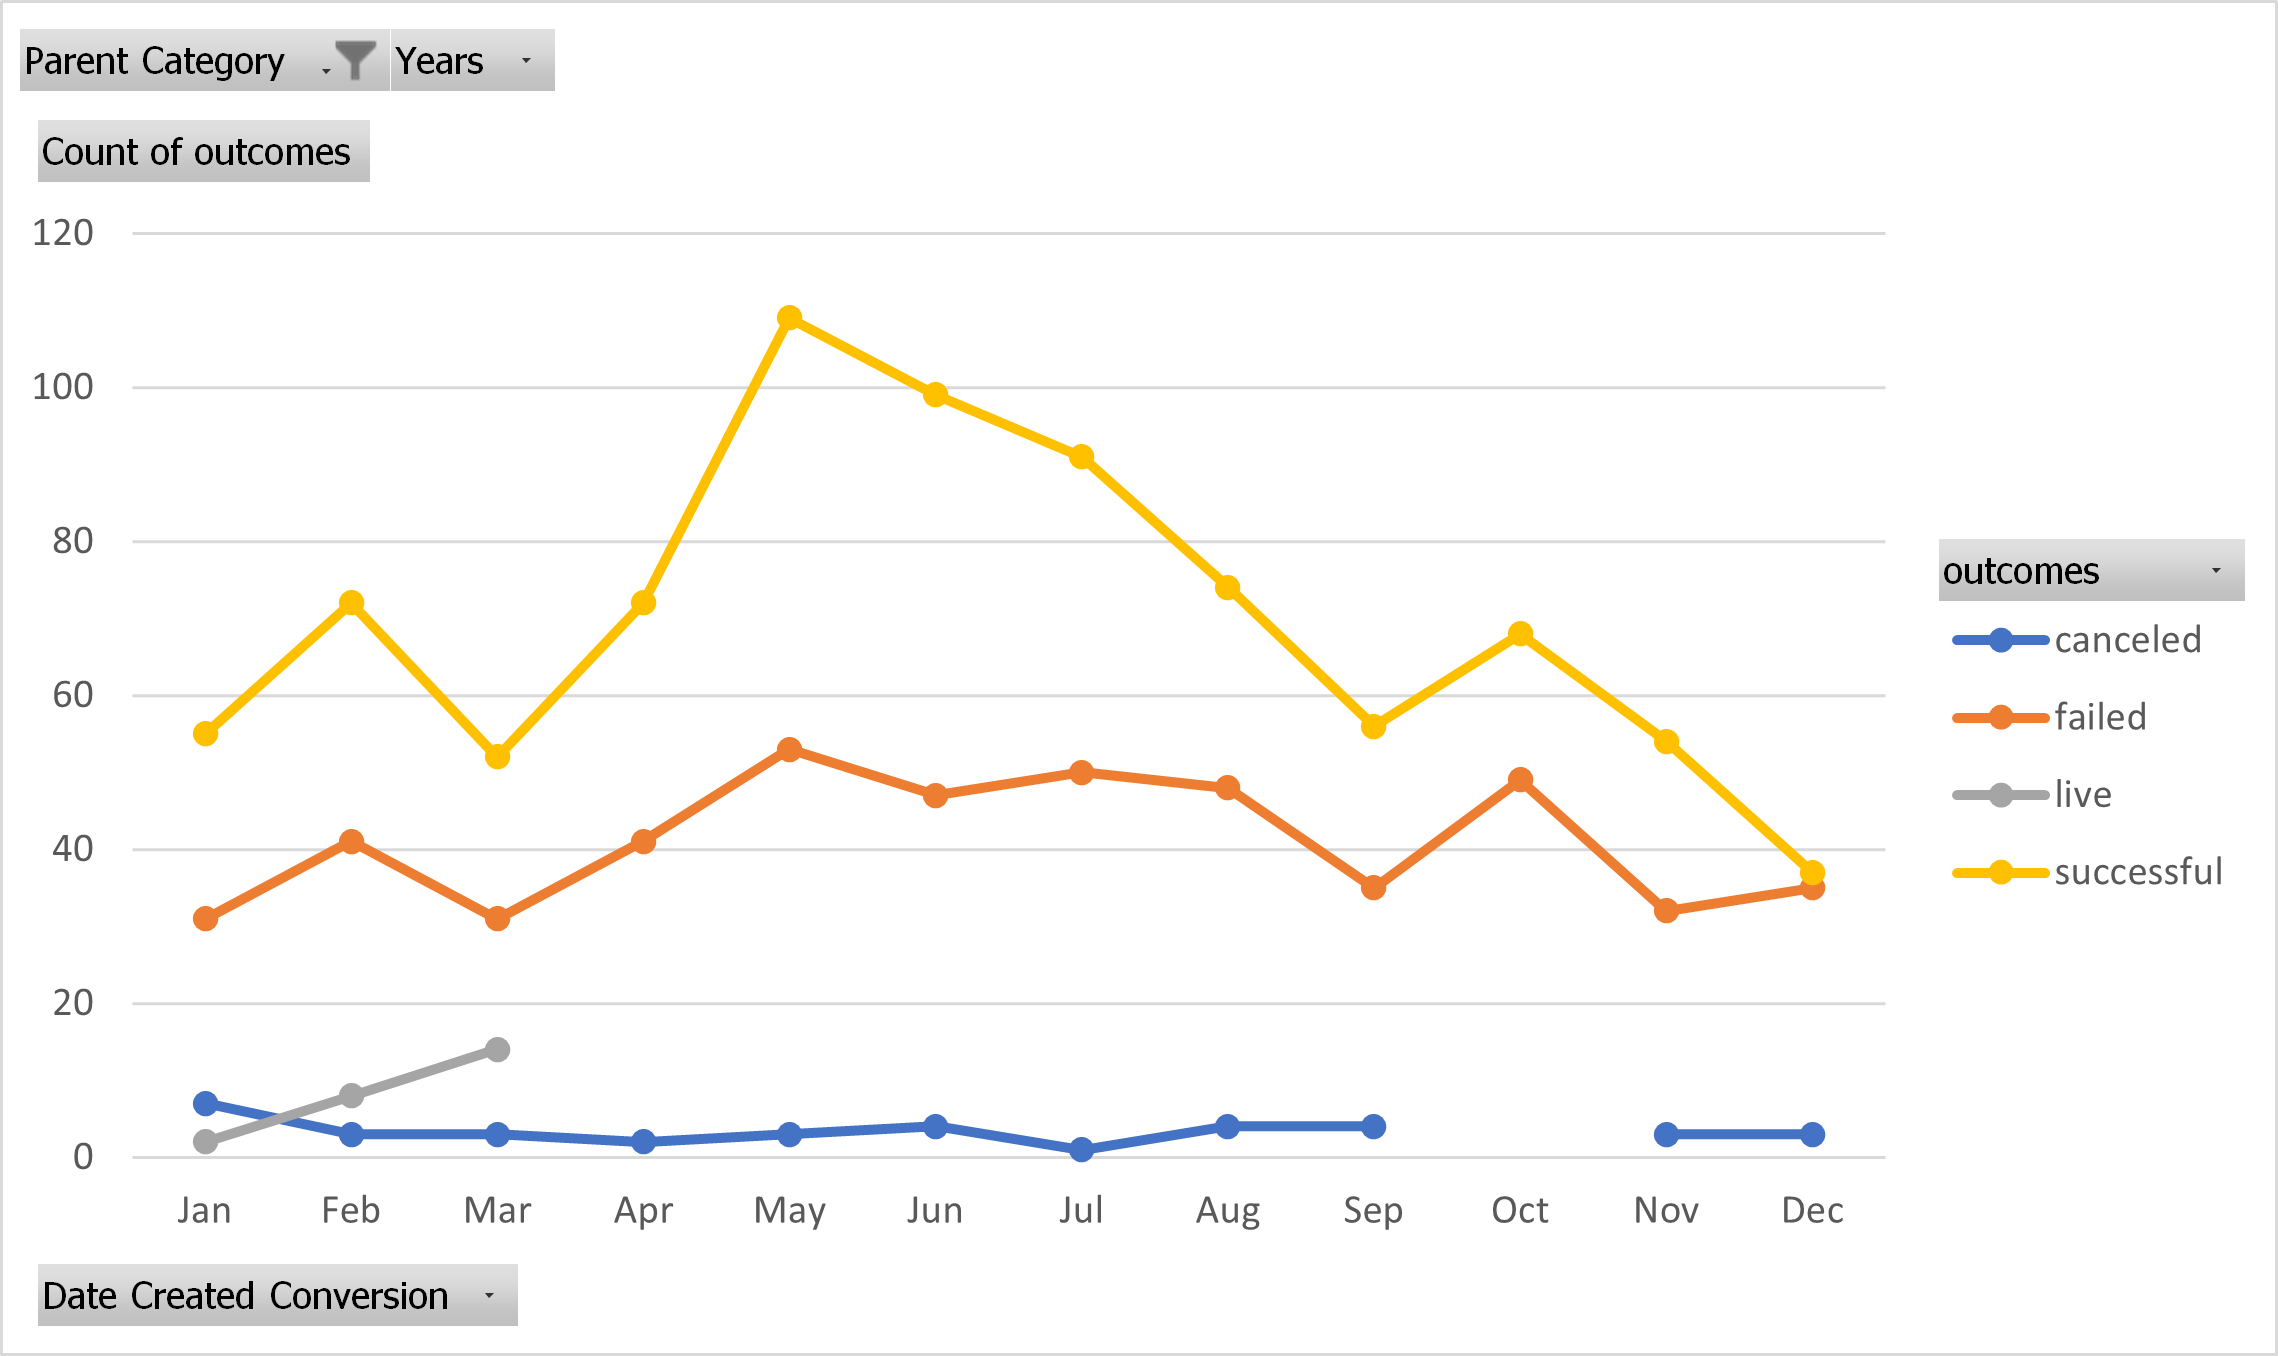 Parent Category Years
Count of outcomes
120
100
80
60
40
20
0
Jan Feb Mar Apr May Jun Jul Aug Sep Oct Nov Dec
outcomes
canceled
failed
live
successful
Date Created Conversion